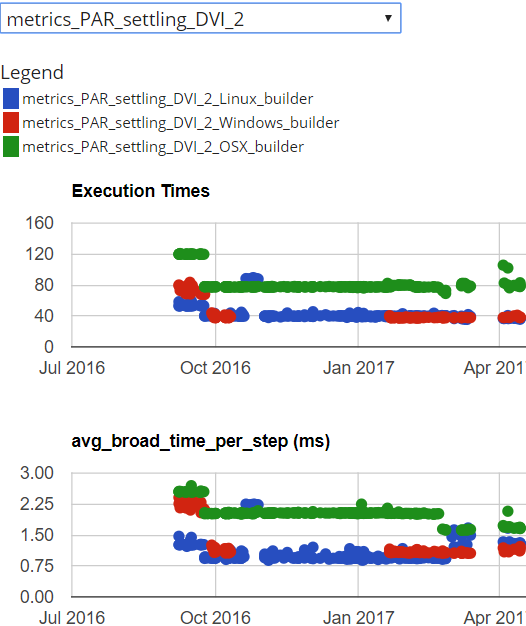 metrics_PAR_settling_DVI_2
Legend
metrics_PAR_settling_DVI_2_Linux_builder
metrics_PAR_settling_DVI_2_Windows_builder
metrics_PAR_settling_DVI_2_OSX_builder
Execution Times
160
120
80
40
0
Jul 2016 Oct 2016 Jan 2017 Apr 201
avg_broad_time_per_step (ms)
3.00
2.25
1.50
0.75
0.00
Jul 2016 Oct 2016 Jan 2017 Apr 201